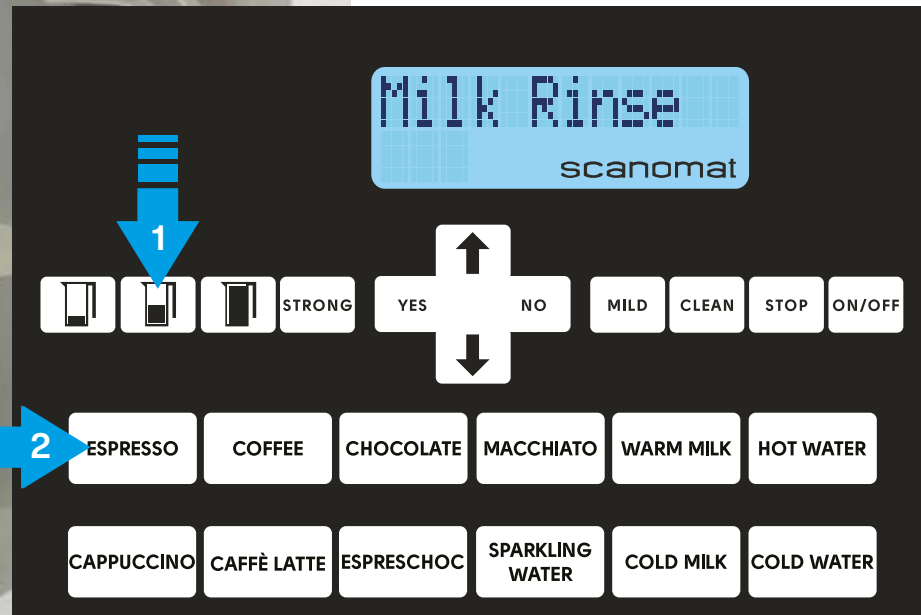 Milk Rinse
scanomat
1
STRONG YES NO MILD CLEAN STOP ON/OFF
2 ESPRESSO COFFEE CHOCOLATE MACCHIATO WARM MILK HOT WATER
CAPPUCCINO CAFFÈ LATTE ESPRESCHOC SPARKLING WATER COLD MILK COLD WATER